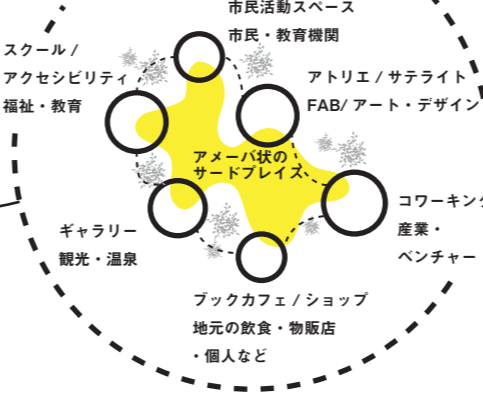 市民活動スペース
市民・教育機関
スクール /
アクセシビリティ
福祉・教育
アトリエ / サテライト
FAB/ アート・デザイン
アメーバ状の
サードプレイス
コワーキング
産業・
ベンチャー
ギャラリー
観光・温泉
ブックカフェ / ショップ
地元の飲食・物販店
・個人など